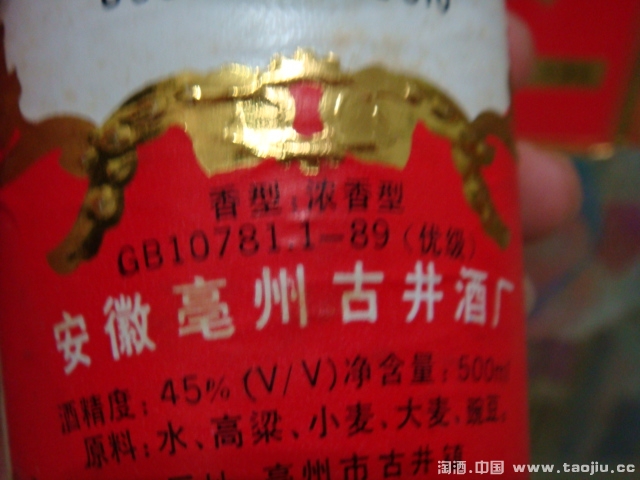 香型:浓香型
GB10781.1-89(优级)
安徽亳州古井酒厂
酒精度:45%(V/V)净含量:500ml
原料:水、高粱、小麦、大麦、豌豆。
亳州市古井镇
淘酒.中国 www.taojiu.cc